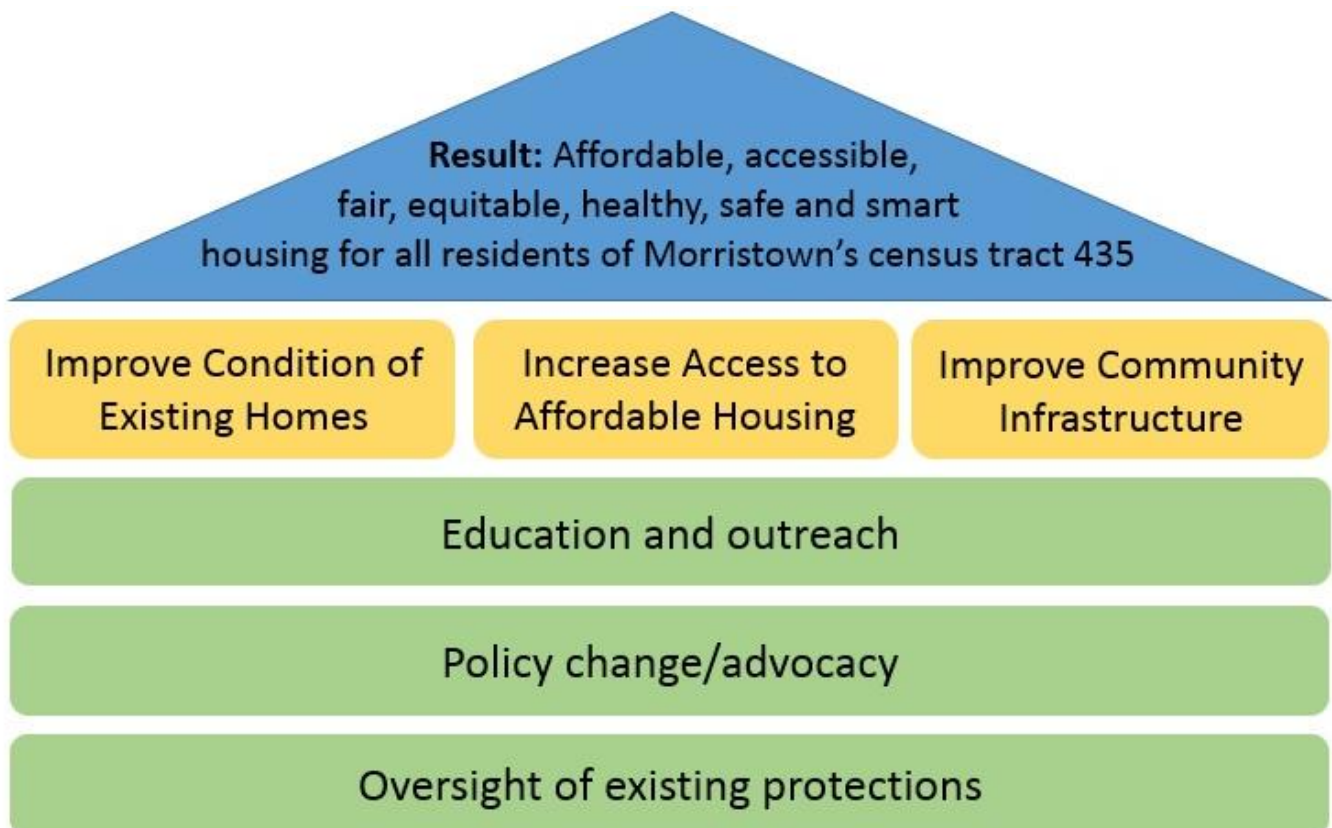 Result: Affordable, accessible,
fair, equitable, healthy, safe and smart
housing for all residents of Morristown’s census tract 435
Improve Condition of
Existing Homes
Increase Access to
Affordable Housing
Improve Community
Infrastructure
Education and outreach
Policy change/advocacy
Oversight of existing protections